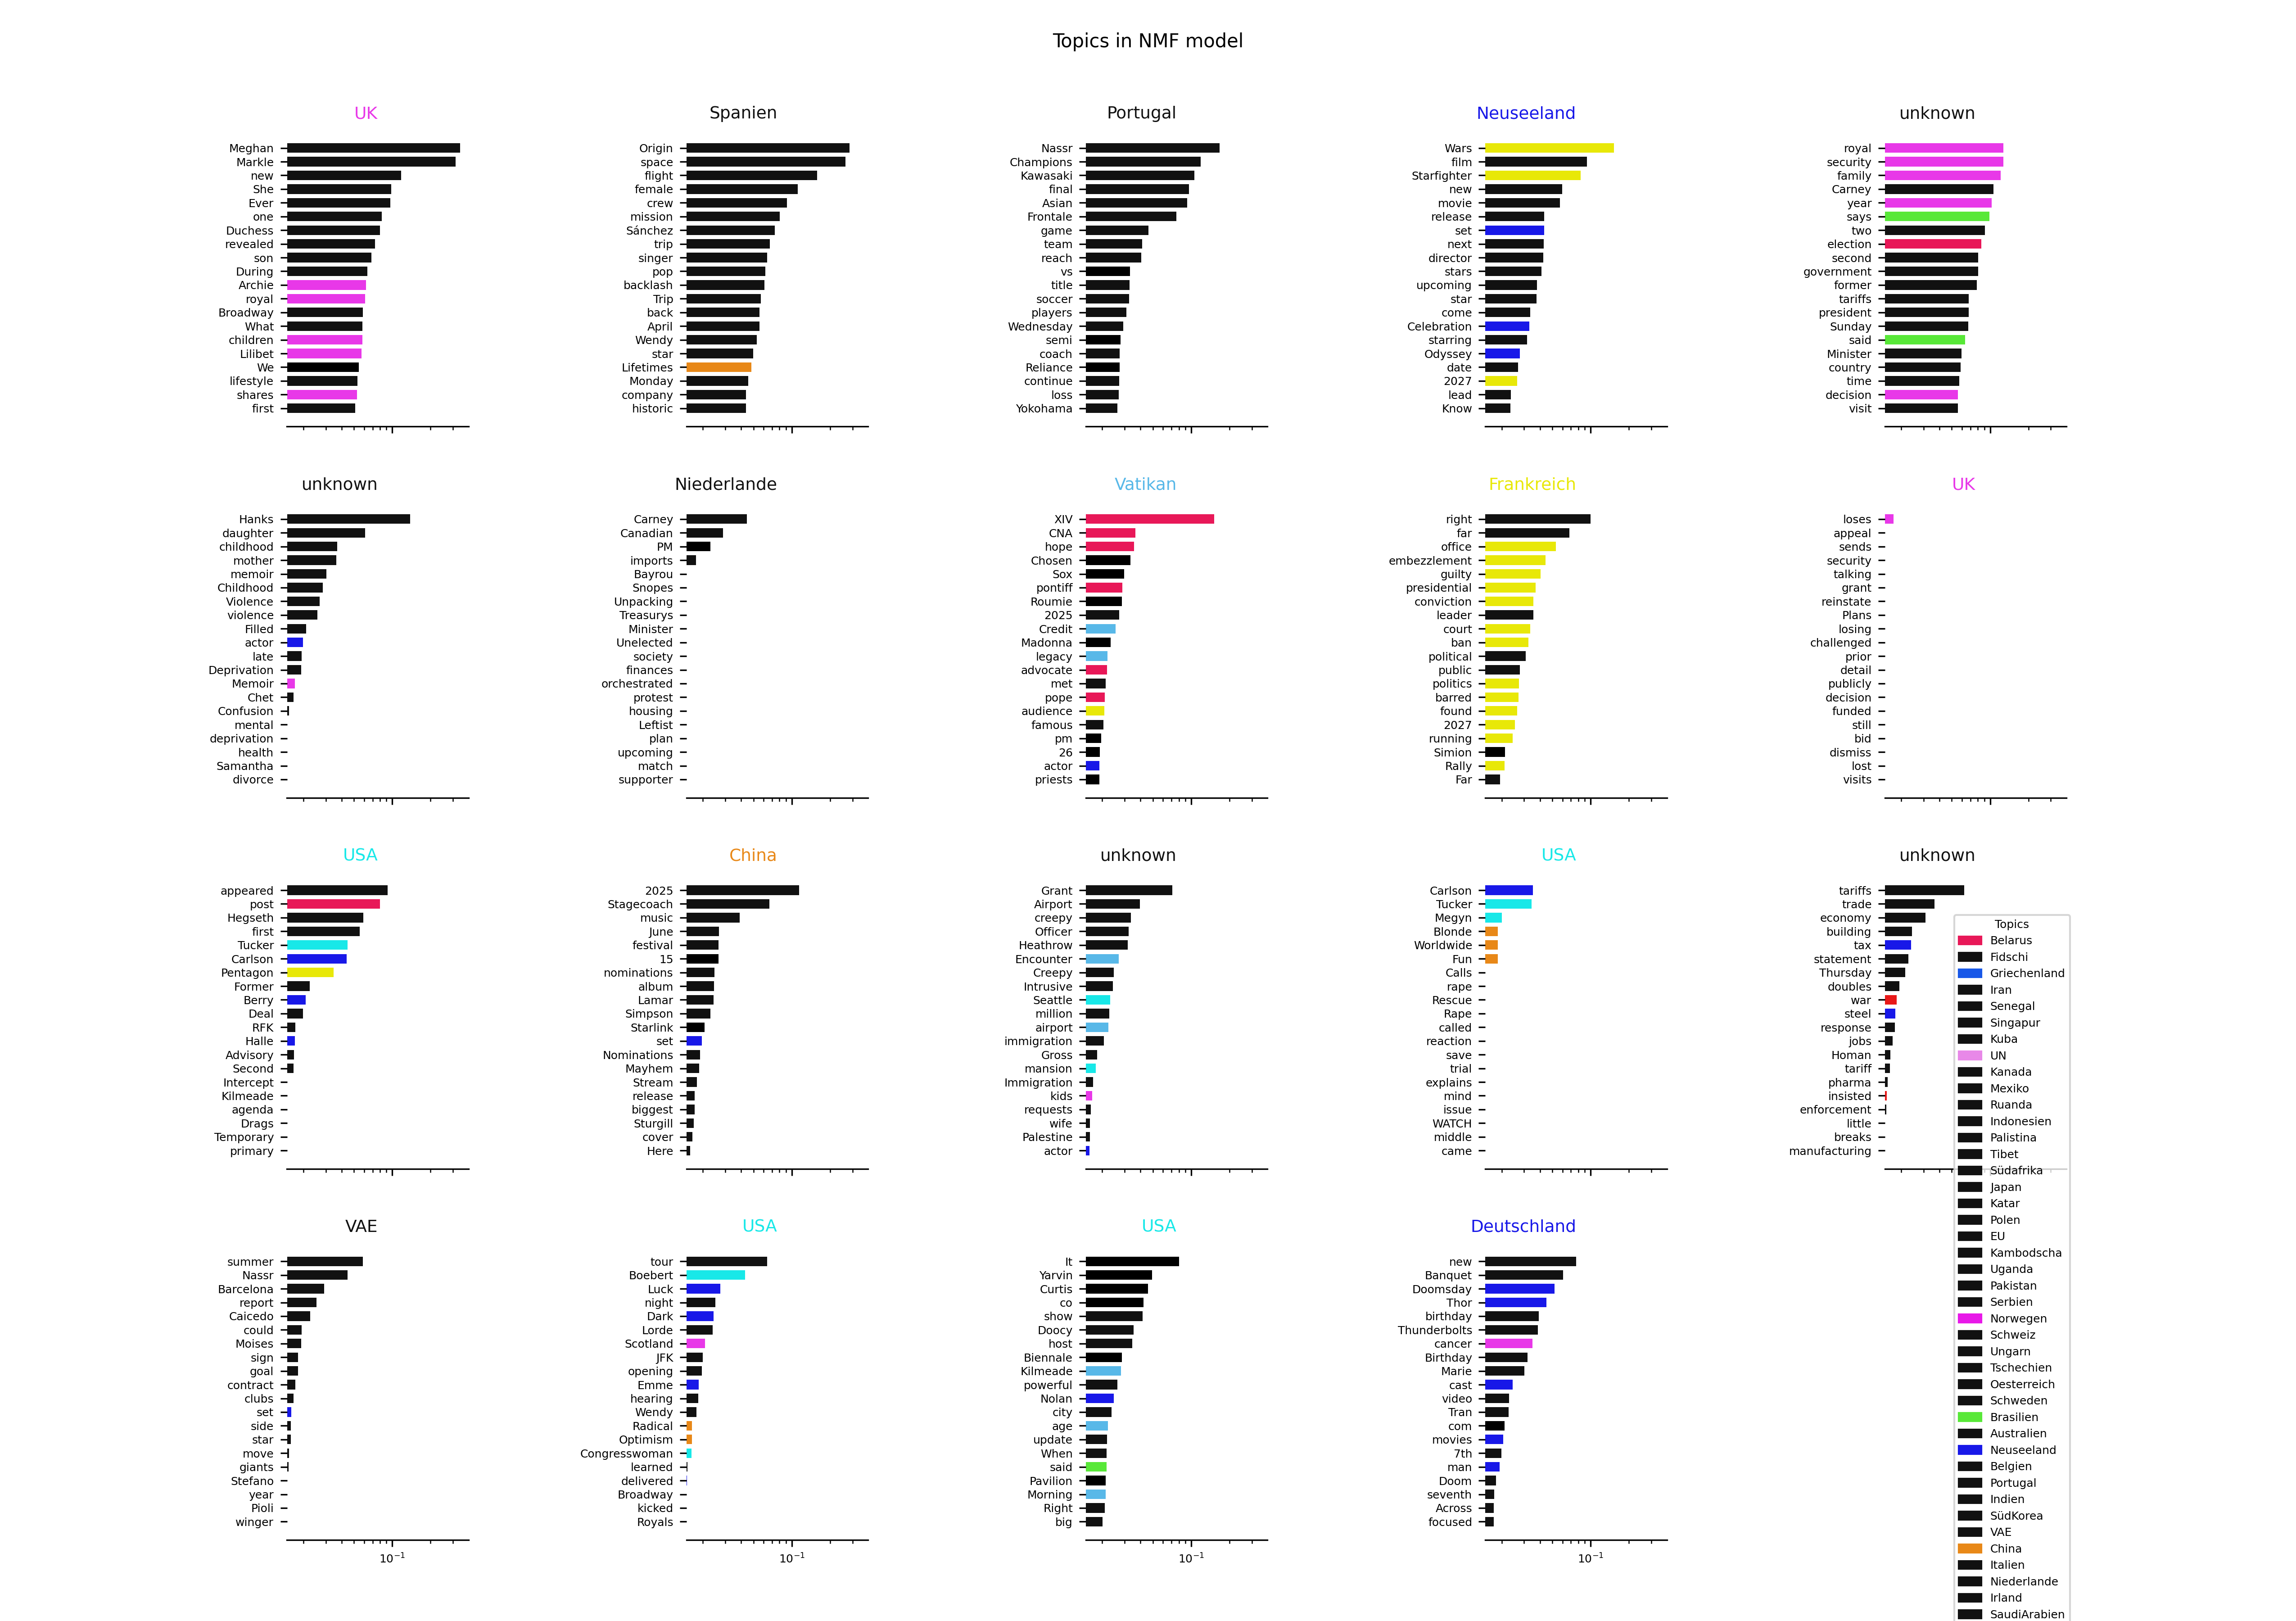 Topics in NMF model
UK
Meghan
Markle
new
She
Ever
one
Duchess
revealed
son
During
Archie
royal
Broadway
What
children
Lilibet
We
lifestyle
shares
first
Spanien
Origin
space
flight
female
crew
mission
Sánchez
trip
singer
pop
backlash
Trip
back
April
Wendy
star
Lifetimes
Monday
company
historic
Portugal
Nassr
Champions
Kawasaki
final
Asian
Frontale
game
team
reach
vs
title
soccer
players
Wednesday
semi
coach
Reliance
continue
loss
Yokohama
Neuseeland
Wars
film
Starfighter
new
movie
release
set
next
director
stars
upcoming
star
come
Celebration
starring
Odyssey
date
2027
lead
Know
unknown
royal
security
family
Carney
year
says
two
election
second
government
former
tariffs
president
Sunday
said
Minister
country
time
decision
visit
unknown
Hanks
daughter
childhood
mother
memoir
Childhood
Violence
violence
Filled
actor
late
Deprivation
Memoir
Chet
Confusion
mental
deprivation
health
Samantha
divorce
Niederlande
Carney
Canadian
PM
imports
Bayrou
Snopes
Unpacking
Treasurys
Minister
Unelected
society
finances
orchestrated
protest
housing
Leftist
plan
upcoming
match
supporter
Vatikan
XIV
CNA
hope
Chosen
Sox
pontiff
Roumie
2025
Credit
Madonna
legacy
advocate
met
pope
audience
famous
pm
26
actor
priests
Frankreich
right
far
office
embezzlement
guilty
presidential
conviction
leader
court
ban
political
public
politics
barred
found
2027
running
Simion
Rally
Far
UK
loses
appeal
sends
security
talking
grant
reinstate
Plans
losing
challenged
prior
detail
publicly
decision
funded
still
bid
dismiss
lost
visits
USA
appeared
post
Hegseth
first
Tucker
Carlson
Pentagon
Former
Berry
Deal
RFK
Halle
Advisory
Second
Intercept
Kilmeade
agenda
Drags
Temporary
primary
China
2025
Stagecoach
music
June
festival
15
nominations
album
Lamar
Simpson
Starlink
set
Nominations
Mayhem
Stream
release
biggest
Sturgill
cover
Here
unknown
Grant
Airport
creepy
Officer
Heathrow
Encounter
Creepy
Intrusive
Seattle
million
airport
immigration
Gross
mansion
Immigration
kids
requests
wife
Palestine
actor
USA
Carlson
Tucker
Megyn
Blonde
Worldwide
Fun
Calls
rape
Rescue
Rape
called
reaction
save
trial
explains
mind
issue
WATCH
middle
came
unknown
tariffs
trade
economy
building
tax
statement
Thursday
doubles
war
steel
response
jobs
Homan
tariff
pharma
insisted
enforcement
little
breaks
manufacturing
VAE
summer
Nassr
Barcelona
report
Caicedo
could
Moises
sign
goal
contract
clubs
set
side
star
move
giants
Stefano
year
Pioli
winger
10⁻¹
USA
tour
Boebert
Luck
night
Dark
Lorde
Scotland
JFK
opening
Emme
hearing
Wendy
Radical
Optimism
Congresswoman
learned
delivered
Broadway
kicked
Royals
10⁻¹
USA
It
Yarvin
Curtis
co
show
Doocy
host
Biennale
Kilmeade
powerful
Nolan
city
age
update
When
said
Pavilion
Morning
Right
big
10⁻¹
Deutschland
new
Banquet
Doomsday
Thor
birthday
Thunderbolts
cancer
Birthday
Marie
cast
video
Tran
com
movies
7th
man
Doom
seventh
Across
focused
10⁻¹
Topics
Belarus
Fidschi
Griechenland
Iran
Senegal
Singapur
Kuba
UN
Kanada
Mexiko
Ruanda
Indonesien
Palistina
Tibet
Südafrika
Japan
Katar
Polen
EU
Kambodscha
Uganda
Pakistan
Serbien
Norwegen
Schweiz
Ungarn
Tschechien
Oesterreich
Schweden
Brasilien
Australien
Neuseeland
Belgien
Portugal
Indien
SüdKorea
VAE
China
Italien
Niederlande
Irland
SaudiArabien